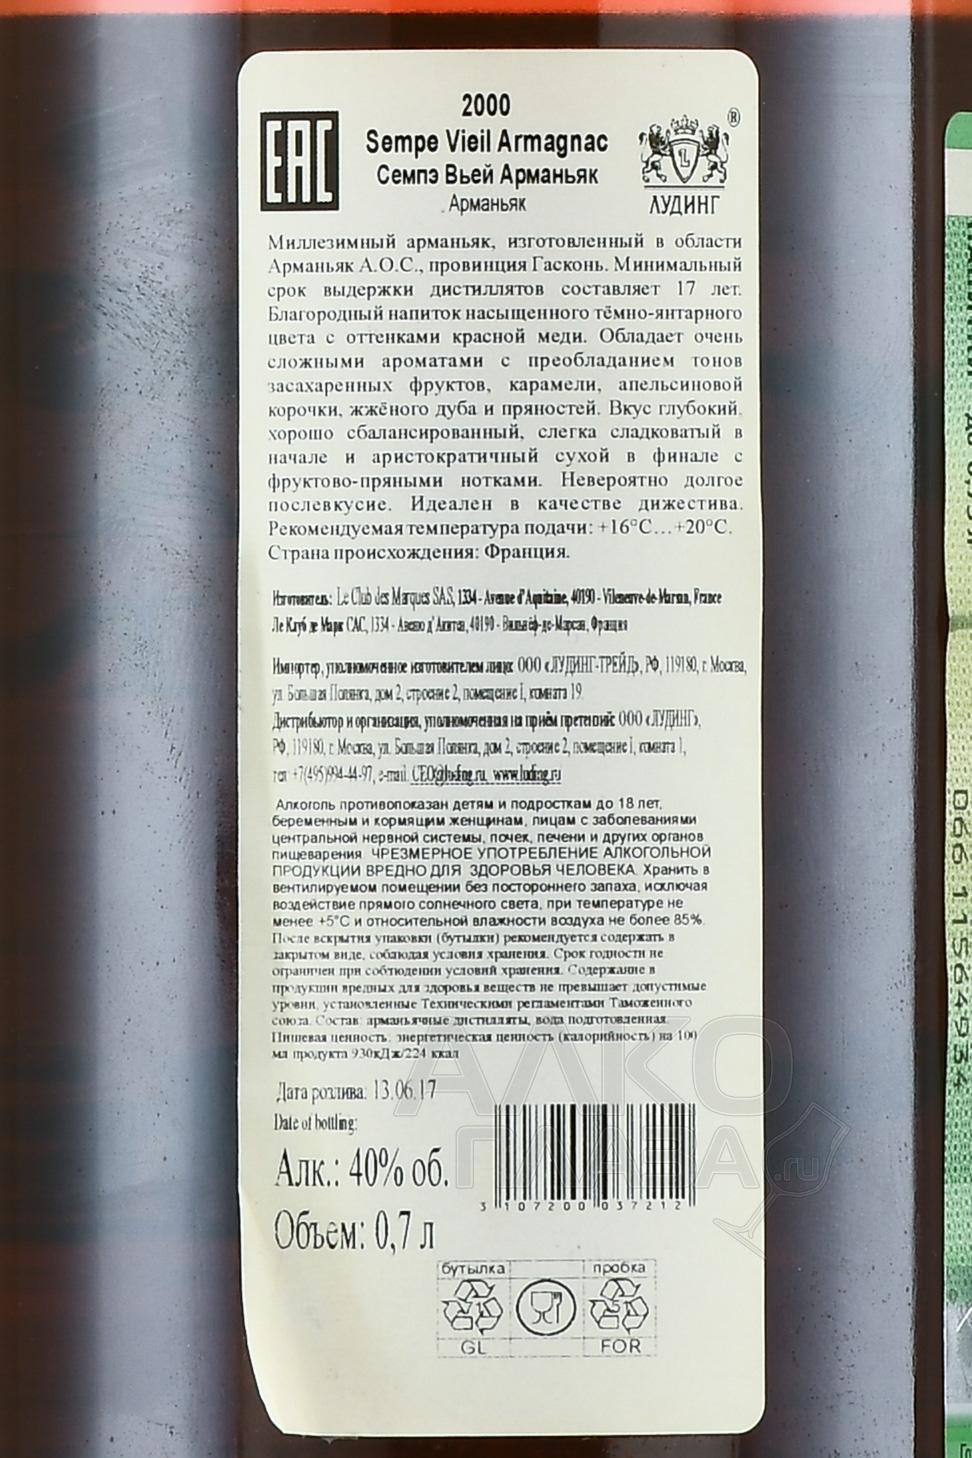 2000
Sempe Vieil Armagnac
Семпэ Вьей Арманьяк
Арманьяк
EAC
®
L
ЛУДИНГ
Миллезимный арманьяк, изготовленный в области
Арманьяк А.О.С., провинция Гасконь. Минимальный
срок выдержки дистиллятов составляет 17 лет.
Благородный напиток насыщенного тёмно-янтарного
цвета с оттенками красной меди. Обладает очень
сложными ароматами с преобладанием тонов
засахаренных фруктов, карамели, апельсиновой
корочки, жжёного дуба и пряностей. Вкус глубокий,
хорошо сбалансированный, слегка сладковатый в
начале и аристократичный сухой в финале с
фруктово-пряными нотками. Невероятно долгое
послевкусие. Идеален в качестве дижестива.
Рекомендуемая температура подачи: +16°С…+20°С.
Страна происхождения: Франция.
Изготовитель: Le Club des Marques SAS, 1334 - Avenue d'Aquitaine, 40190 - Villeneuve-de-Marsan, France
Ле Клуб де Марк САС, 1334 - Авеню д'Акитэн, 40190 - Вильнёф-де-Марсан, Франция
Импортер, уполномоченное изготовителем лицо: ООО «ЛУДИНГ-ТРЕЙД», РФ, 119180, г. Москва,
ул. Большая Полянка, дом 2, строение 2, помещение I, комната 19.
Дистрибьютор и организация, уполномоченная на приём претензий: ООО «ЛУДИНГ»,
РФ, 119180, г. Москва, ул. Большая Полянка, дом 2, строение 2, помещение I, комната 1,
тел: +7(495)994-44-97, e-mail: CEO@luding.ru, www.luding.ru
Алкоголь противопоказан детям и подросткам до 18 лет,
беременным и кормящим женщинам, лицам с заболеваниями
центральной нервной системы, почек, печени и других органов
пищеварения. ЧРЕЗМЕРНОЕ УПОТРЕБЛЕНИЕ АЛКОГОЛЬНОЙ
ПРОДУКЦИИ ВРЕДНО ДЛЯ ЗДОРОВЬЯ ЧЕЛОВЕКА. Хранить в
вентилируемом помещении без постороннего запаха, исключая
воздействие прямого солнечного света, при температуре не
менее +5°С и относительной влажности воздуха не более 85%.
После вскрытия упаковки (бутылки) рекомендуется содержать в
закрытом виде, соблюдая условия хранения. Срок годности не
ограничен при соблюдении условий хранения. Содержание в
продукции вредных для здоровья веществ не превышает допустимые
уровни, установленные Техническими регламентами Таможенного
союза. Состав: арманьячные дистилляты, вода подготовленная.
Пищевая ценность: энергетическая ценность (калорийность) на 100
мл продукта 930кДж/224 ккал
Дата розлива: 13.06.17
Date of bottling:
Алк.: 40% об.
Объем: 0,7 л
3 107200 037212
бутылка
пробка
GL
FOR
АЛКО
ГЛАВА.ru
066 115649934